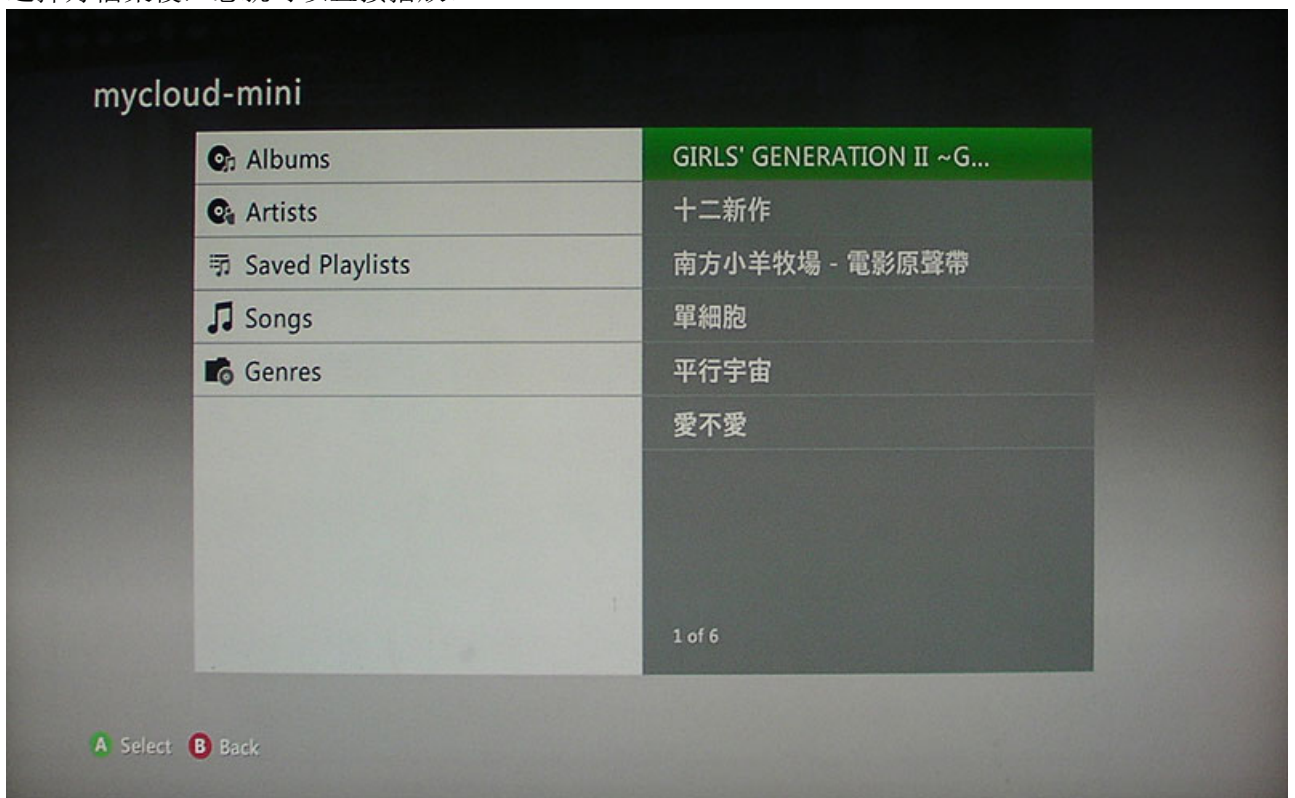 mycloud-mini
Albums
Artists
Saved Playlists
Songs
Genres
GIRLS' GENERATION II ~G...
十二新作
南方小羊牧場 - 電影原聲帶
單細胞
平行宇宙
愛不愛
1 of 6
A Select B Back